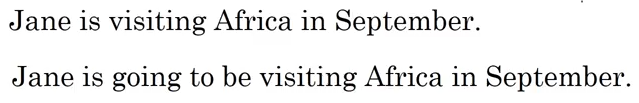 Jane is visiting Africa in September.
Jane is going to be visiting Africa in September.